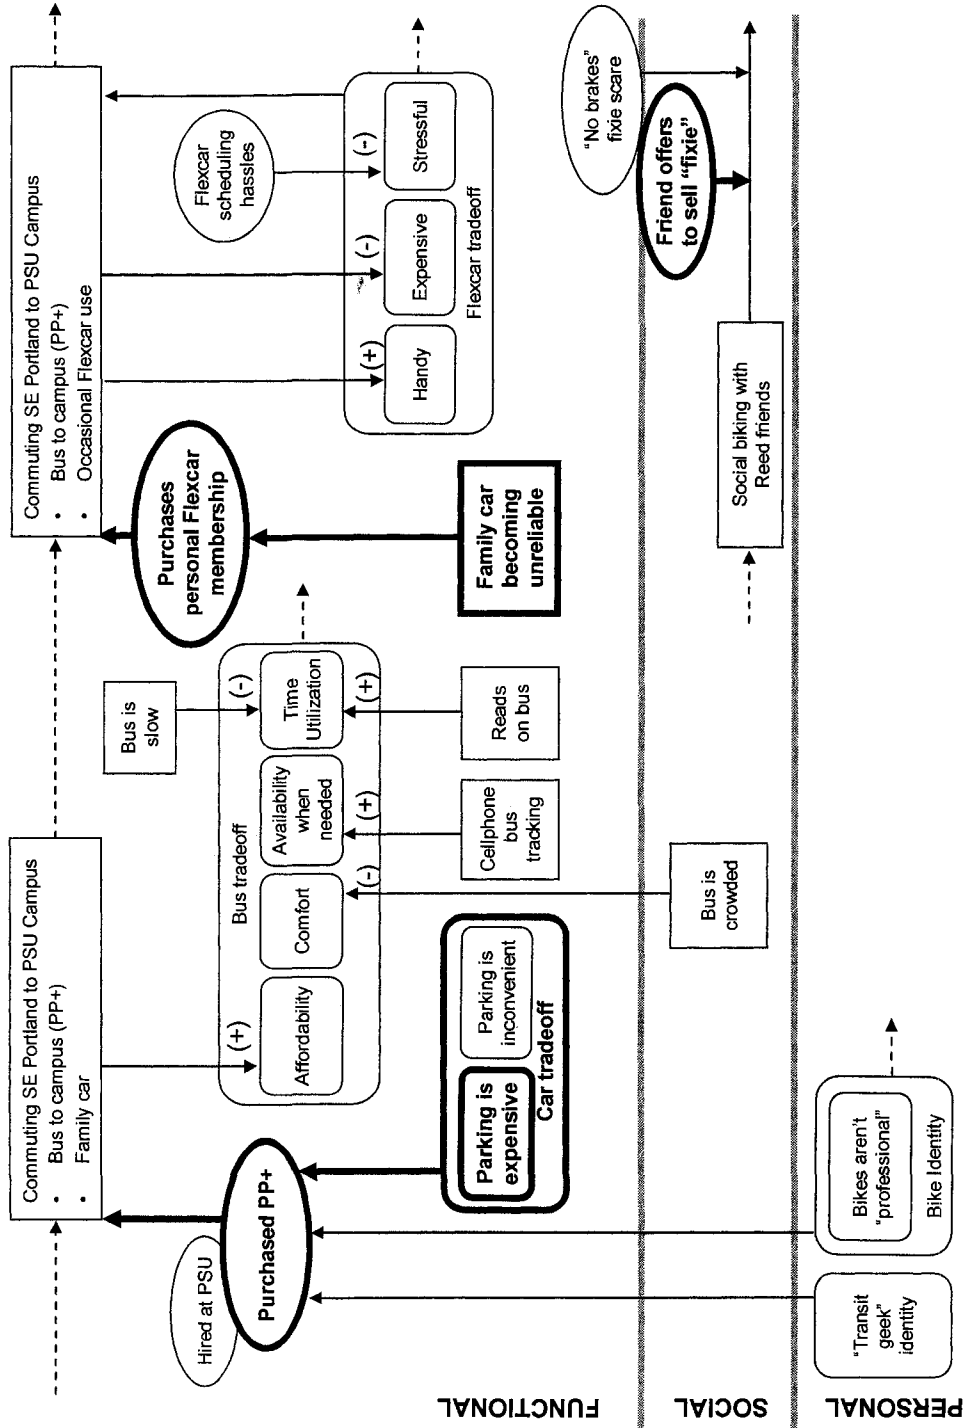 Commuting SE Portland to PSU Campus
• Bus to campus (PP+)
• Family car
Commuting SE Portland to PSU Campus
• Bus to campus (PP+)
• Occasional Flexcar use
Hired at PSU
Purchased PP+
(+)
Bus tradeoff
Affordability
Comfort
Availability
when
needed
Time
Utilization
(-)
(-)
(+)
(+)
Bus is
slow
Cellphone
bus
tracking
Reads
on bus
Purchases
personal Flexcar
membership
Family car
becoming
unreliable
Flexcar
scheduling
hassles
(+)
(-)
(-)
Handy
Expensive
Stressful
Flexcar tradeoff
Parking is
expensive
Parking is
inconvenient
Car tradeoff
FUNCTIONAL
Bus is
crowded
"No brakes"
fixie scare
Friend offers
to sell "fixie"
Social biking with
Reed friends
SOCIAL
"Transit
geek"
identity
Bikes aren't
"professional"
Bike Identity
PERSONAL